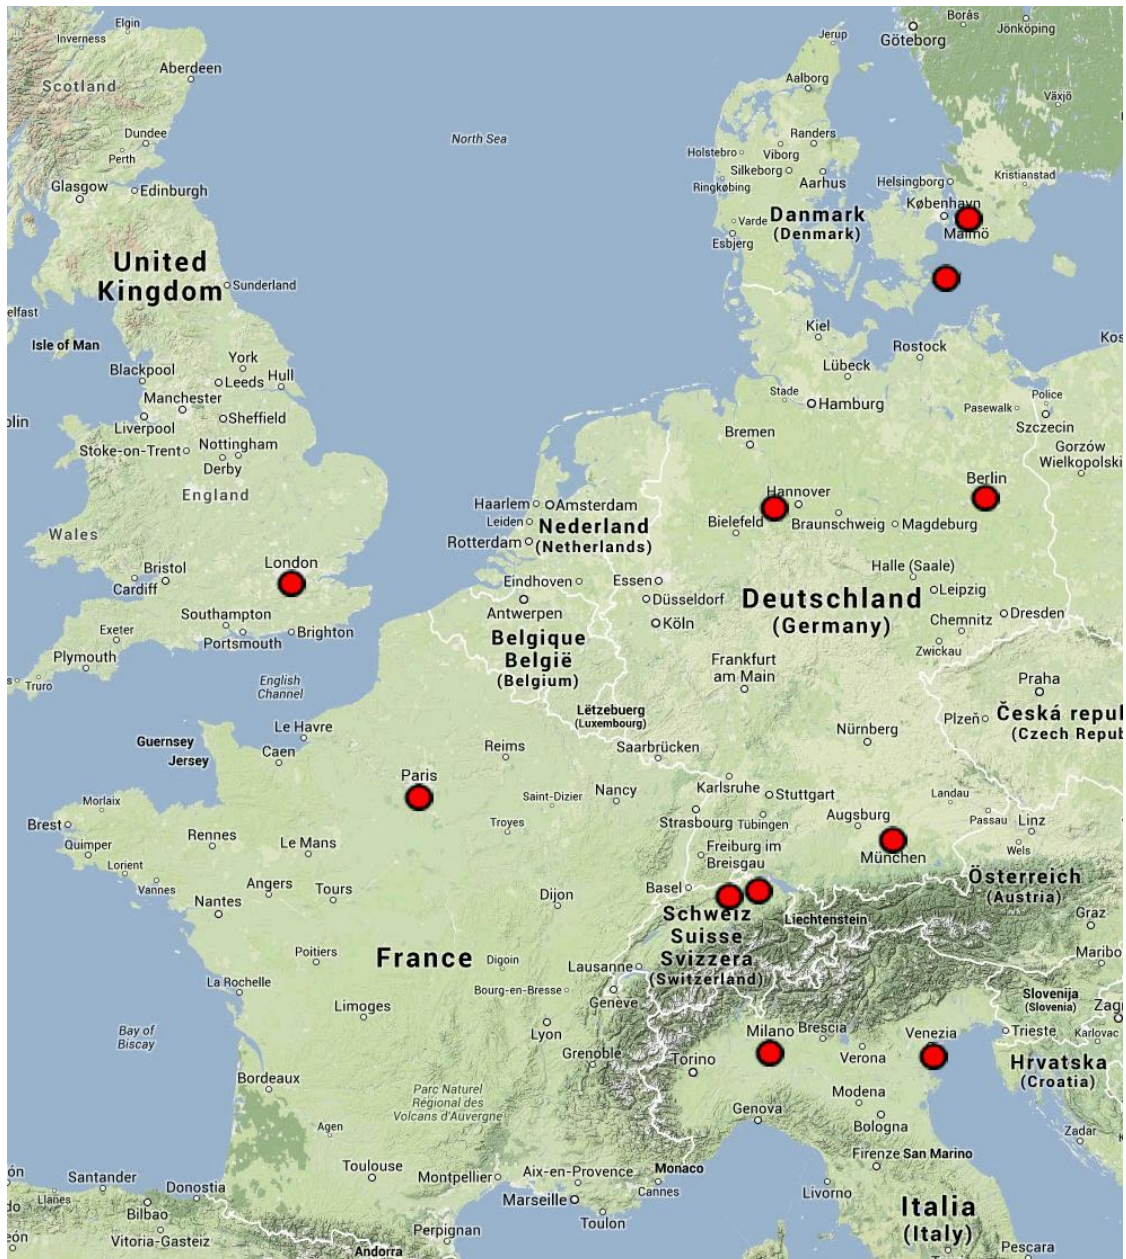 Elgin
Borås
Jönköping
Inverness
Jerup
Göteborg
Aberdeen
Scotland
Aalborg
Växjö
North Sea
Dundee
Randers
Perth
Holstebro
Viborg
Silkeborg
Glasgow
Edinburgh
Ringkøbing
Aarhus
Helsingborg
Kristianstad
København
Danmark
(Denmark)
Varde
Esbjerg
Malmö
United
Kingdom
Sunderland
elfast
Isle of Man
Kiel
Rostock
Kos
York
Blackpool
Leeds
Hull
Lübeck
Manchester
Stade
Hamburg
Pasewalk
Police
Szczecin
Liverpool
Sheffield
olin
Bremen
Stoke-on-Trent
Nottingham
Derby
Gorzów
Wielkopolski
England
Berlin
Hannover
Haarlem
Amsterdam
Leiden
Nederland
(Netherlands)
Bielefeld
Braunschweig
Magdeburg
Wales
Rotterdam
London
Bristol
Cardiff
Eindhoven
Essen
Halle (Saale)
Leipzig
Antwerpen
Düsseldorf
Deutschland
(Germany)
Southampton
Köln
Chemnitz
Dresden
Exeter
Portsmouth
Brighton
Belgique
België
(Belgium)
Zwickau
Plymouth
Frankfurt
am Main
Truro
English
Channel
Praha
Lëtzebuerg
(Luxembourg)
Plzeň
Česká repul
(Czech Repub
Le Havre
Nürnberg
Guernsey
Jersey
Caen
Reims
Saarbrücken
Paris
Karlsruhe
Stuttgart
Saint-Dizier
Nancy
Landau
Morlaix
Strasbourg
Tübingen
Augsburg
Passau
Linz
Brest
Rennes
Troyes
Quimper
Le Mans
Freiburg im
Breisgau
München
Wels
Lorient
Vannes
Angers
Tours
Dijon
Basel
Österreich
(Austria)
Nantes
Schweiz
Suisse
Svizzera
(Switzerland)
Liechtenstein
Graz
Poitiers
France
Digoin
Lausanne
Maribo
La Rochelle
Bourg-en-Bresse
Genève
Slovenija
(Slovenia)
Zag
Limoges
Bay of
Biscay
Lyon
Milano
Brescia
Venezia
Trieste
Karlovac
Grenoble
Torino
Verona
Hrvatska
(Croatia)
Bordeaux
Parc Naturel
Régional des
Volcans d'Auvergne
Modena
Genova
Bologna
Agen
Zadar
Firenze
San Marino
Toulouse
Montpellier
Aix-en-Provence
Monaco
Cannes
ón
Santander
Donostia
Llanes
Marseille
Livorno
do
Bilbao
Toulon
Italia
(Italy)
Perpignan
eón
Vitoria-Gasteiz
Andorra
Pescara